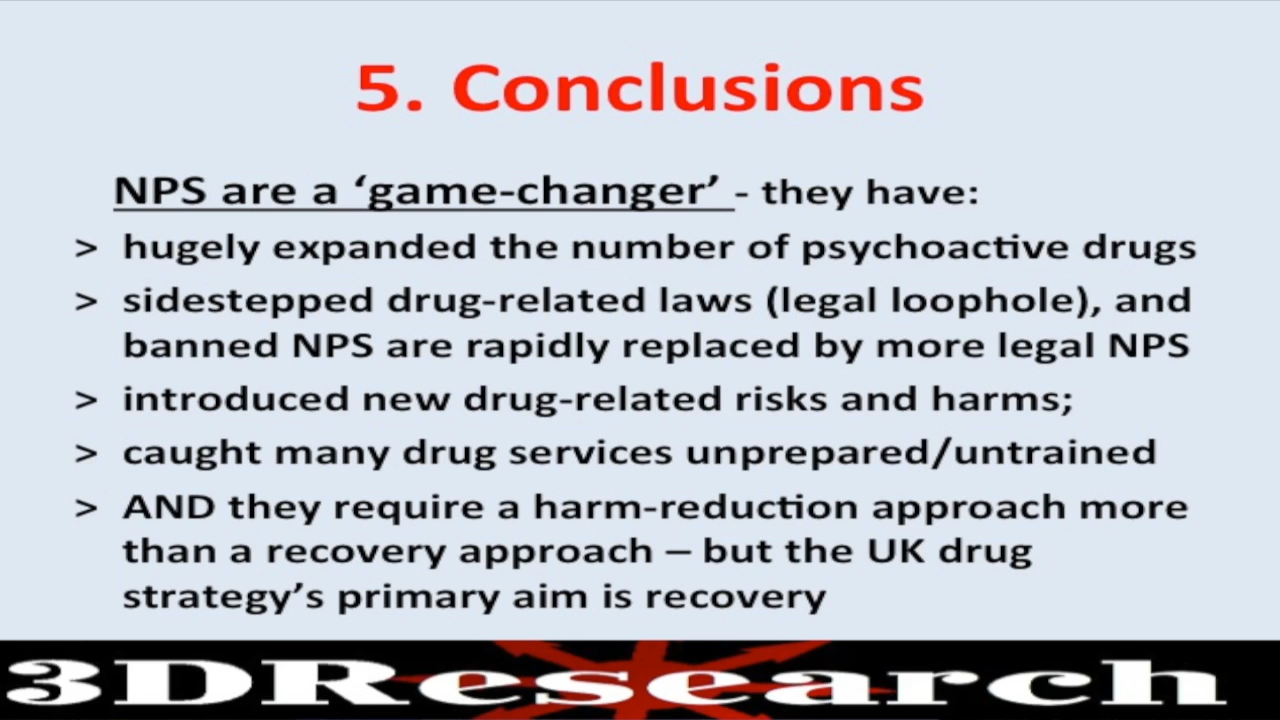 5. Conclusions
NPS are a ‘game-changer’ - they have:
> hugely expanded the number of psychoactive drugs
> sidestepped drug-related laws (legal loophole), and
banned NPS are rapidly replaced by more legal NPS
> introduced new drug-related risks and harms;
> caught many drug services unprepared/untrained
> AND they require a harm-reduction approach more
than a recovery approach – but the UK drug
strategy’s primary aim is recovery
3DResearch